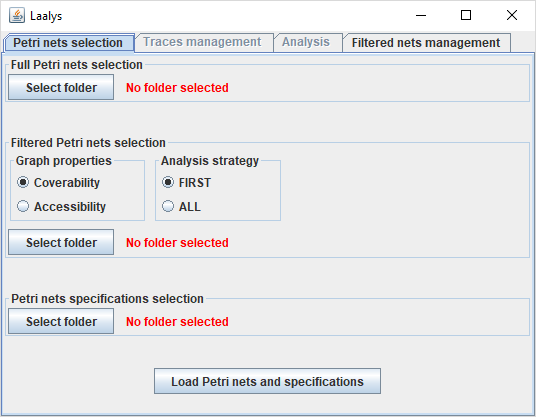 Laalys
Petri nets selection Traces management Analysis Filtered nets management
Full Petri nets selection
Select folder No folder selected
Filtered Petri nets selection
Graph properties Analysis strategy
Coverability FIRST
Accessibility ALL
Select folder No folder selected
Petri nets specifications selection
Select folder No folder selected
Load Petri nets and specifications